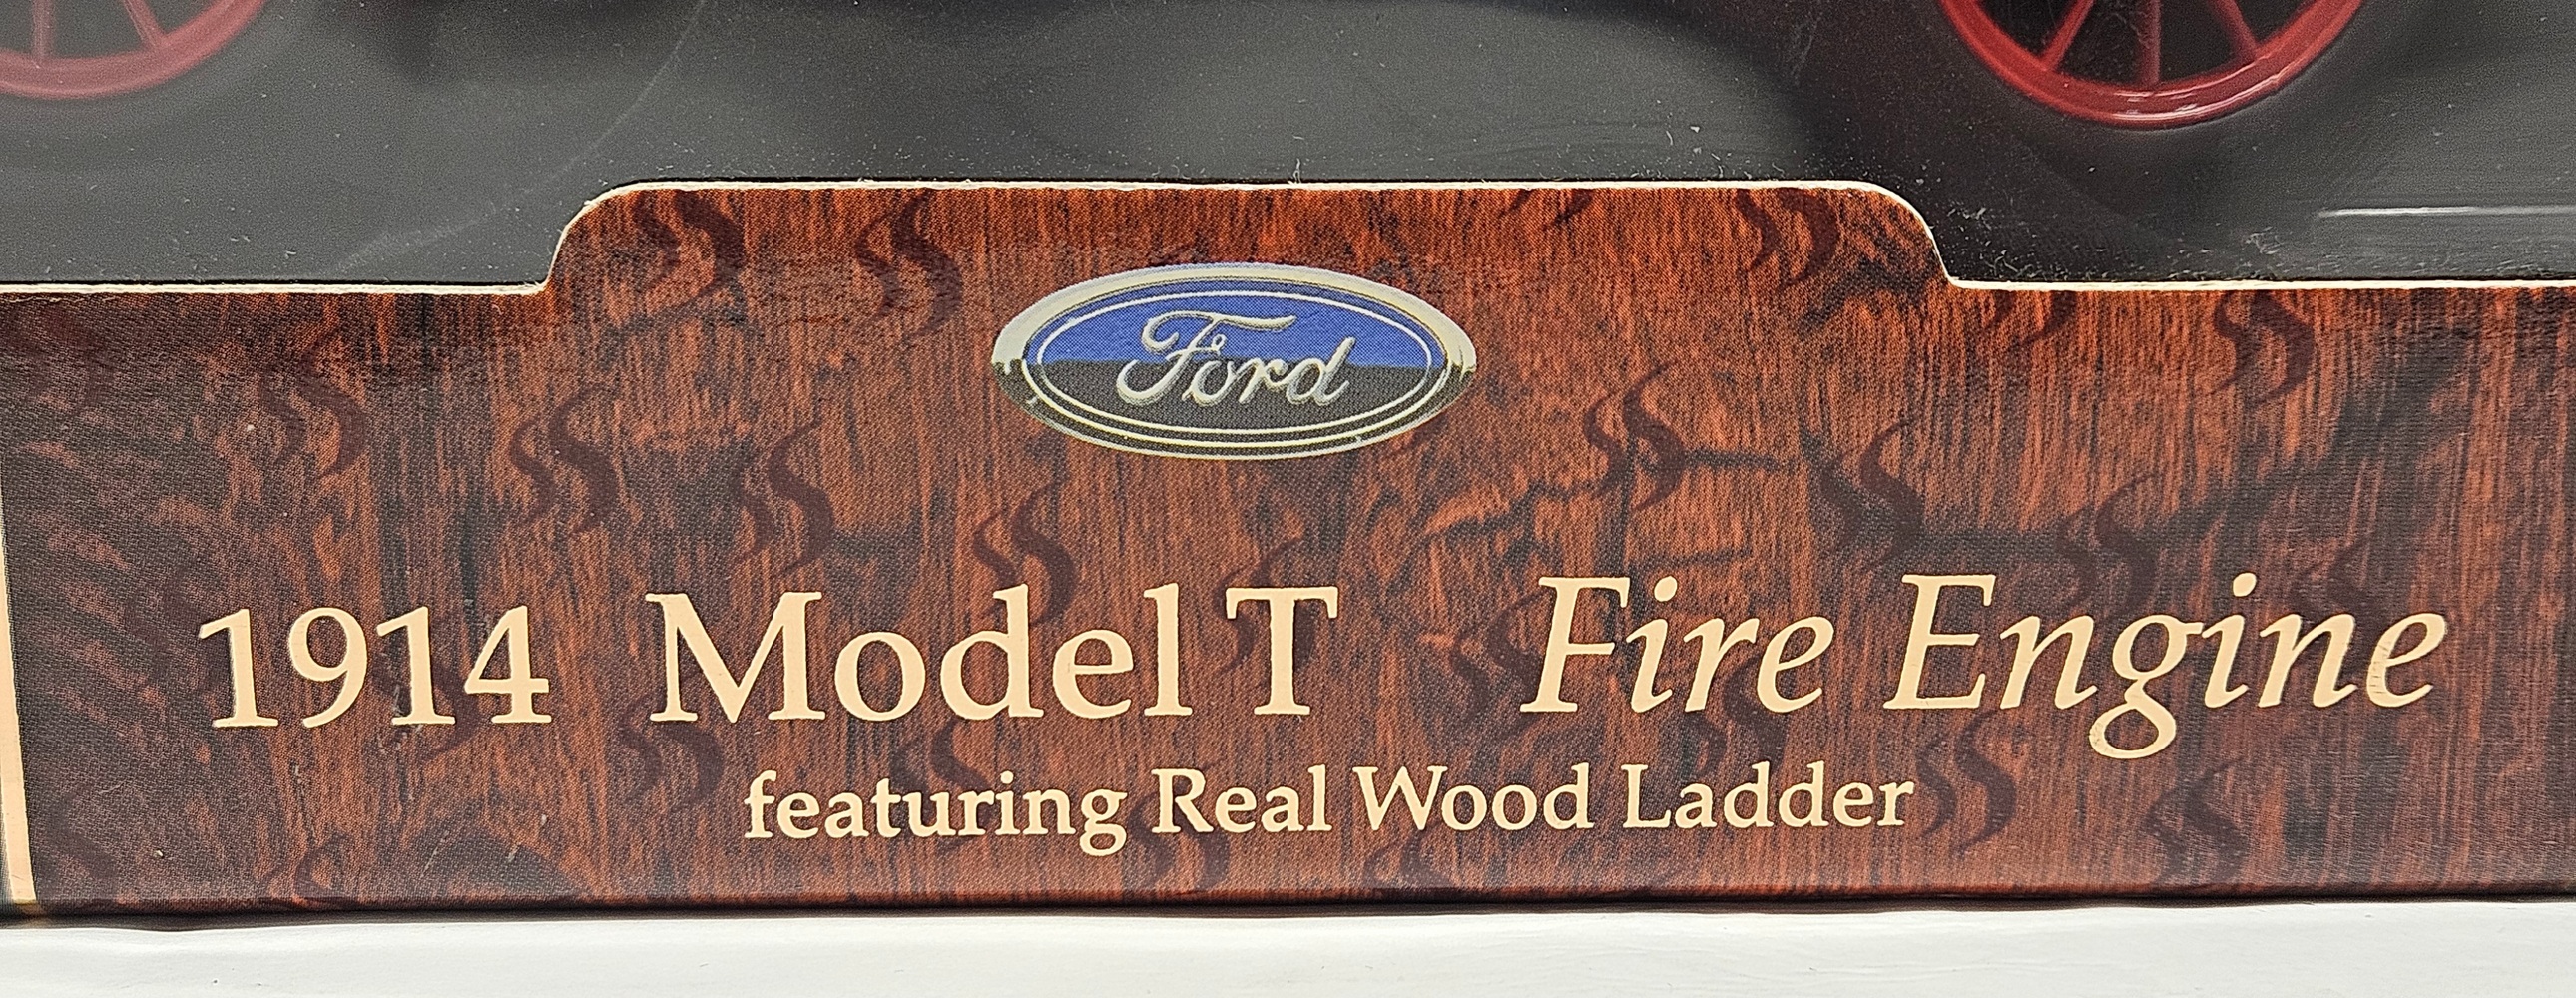 Ford
1914 Model T Fire Engine
featuring Real Wood Ladder